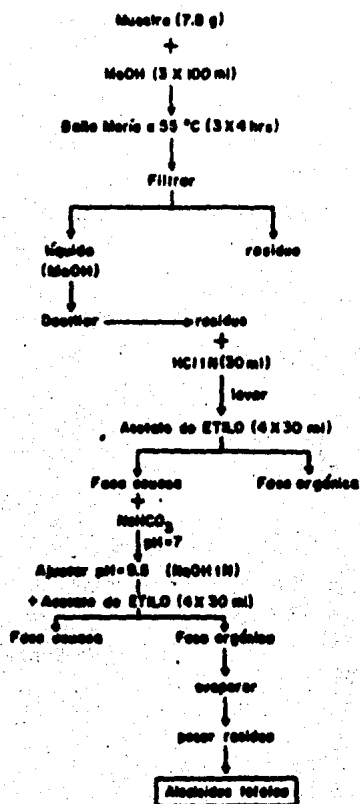 Muestra (7.8 g)
+
MeOH (3 X 100 ml)
Baño María a 55 °C (3 X 4 hrs)
Filtrar
líquido residuo
(MeOH)
Destilar residuo
+
HCl 1N (30 ml)
lavar
Acetato de ETILO (4 X 30 ml)
Fase acuosa Fase orgánica
+
NaHCO3
pH=7
Ajustar pH=9.5 (NaOH 1N)
+ Acetato de ETILO (4 X 30 ml)
Fase acuosa Fase orgánica
evaporar
pesar residuo
Alcaloides totales